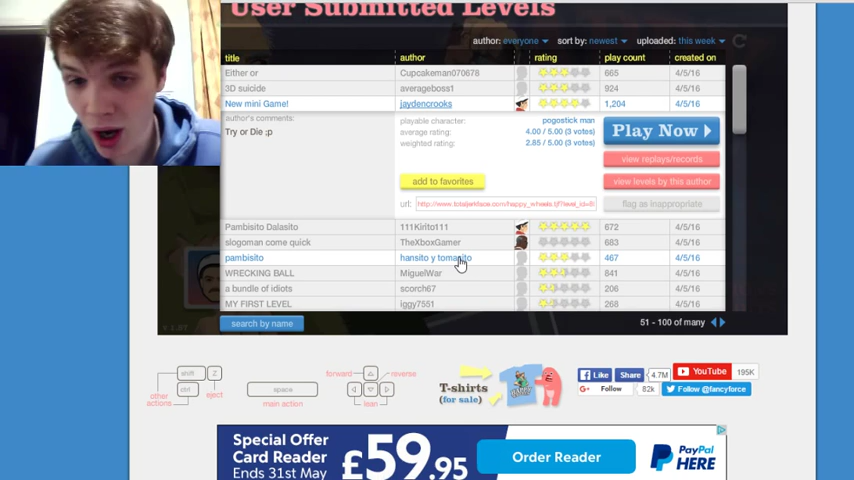 User Submitted Levels
author: everyone sort by: newest uploaded: this week
title author rating play count created on
Either or Cupcakeman070678 665 4/5/16
3D suicide averageboss1 924 4/5/16
New mini Game! jaydencrooks 1,204 4/5/16
author's comments:
Try or Die ;p
playable character: pogostick man
average rating: 4.00 / 5.00 (3 votes)
weighted rating: 2.85 / 5.00 (3 votes)
Play Now
view replays/records
add to favorites
view levels by this author
url: http://www.totaljerkface.com/happy_wheels.tjf?level_id=8
flag as inappropriate
Pambisito Dalasito 111Kirito111 672 4/5/16
slogoman come quick TheXboxGamer 683 4/5/16
pambisito hansito y tomasito 467 4/5/16
WRECKING BALL MiguelWar 841 4/5/16
a bundle of idiots scorch67 206 4/5/16
MY FIRST LEVEL iggy7551 268 4/5/16
search by name
51 - 100 of many
shift Z
ctrl
eject
other actions
space
main action
forward reverse
lean
T-shirts
(for sale)
Like Share 4.7M
YouTube 195K
Follow 82k
Follow @fancyforce
Special Offer
Card Reader
Ends 31st May
£59.95
Order Reader
PayPal
HERE